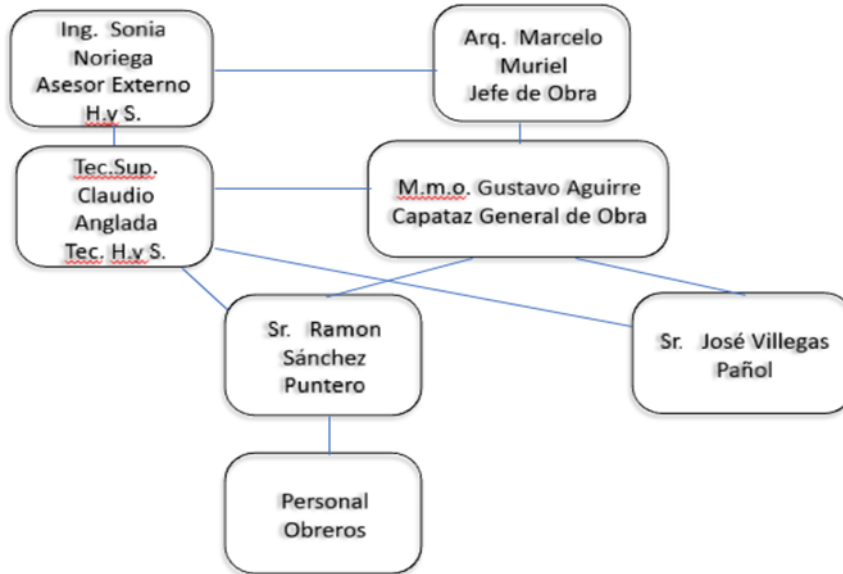 Ing. Sonia
Noriega
Asesor Externo
H.y S.
Arq. Marcelo
Muriel
Jefe de Obra
Tec.Sup.
Claudio
Anglada
Tec. H.y S.
M.m.o. Gustavo Aguirre
Capataz General de Obra
Sr. Ramon
Sánchez
Puntero
Sr. José Villegas
Pañol
Personal
Obreros